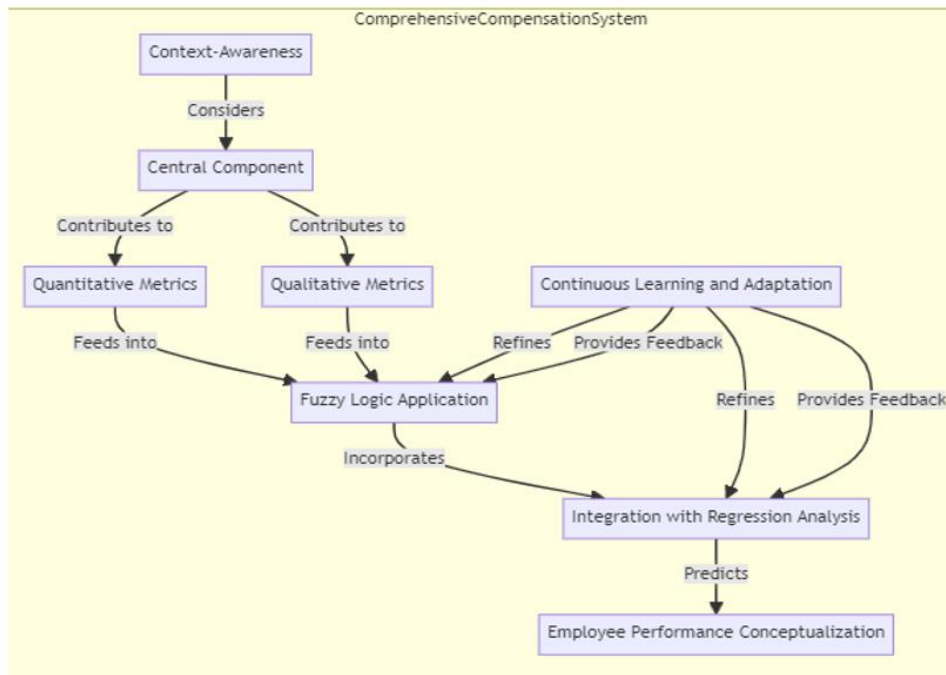 ComprehensiveCompensationSystem
Context-Awareness
Considers
Central Component
Contributes to
Contributes to
Quantitative Metrics
Qualitative Metrics
Continuous Learning and Adaptation
Feeds into
Feeds into
Refines
Provides Feedback
Fuzzy Logic Application
Refines
Provides Feedback
Incorporates
Integration with Regression Analysis
Predicts
Employee Performance Conceptualization